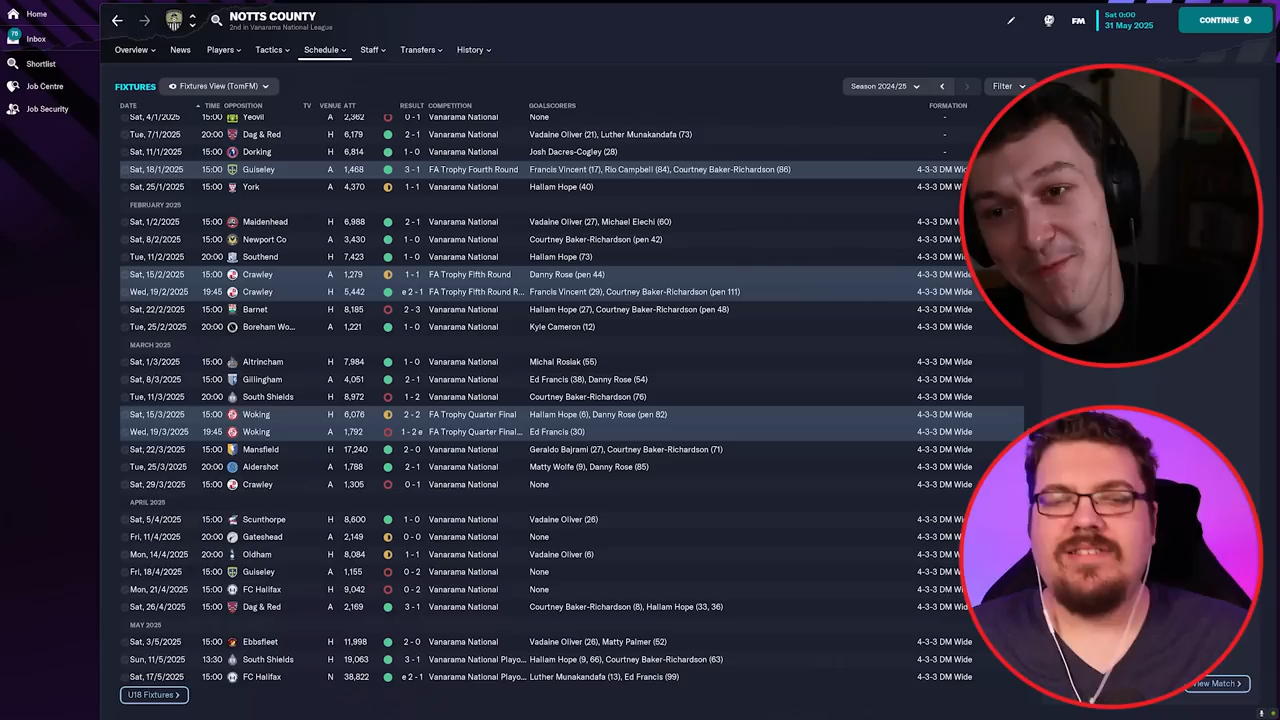 Home
75
Inbox
Shortlist
Job Centre
Job Security
NOTTS COUNTY
2nd in Vanarama National League
FM
Sat 0:00
31 May 2025
CONTINUE
Overview
News
Players
Tactics
Schedule
Staff
Transfers
History
FIXTURES
Fixtures View (TomFM)
Season 2024/25
Filter
DATE TIME OPPOSITION TV VENUE ATT RESULT COMPETITION GOALSCORERS FORMATION
Sat, 4/1/2025 15:00 Yeovil A 2,362 0 - 1 Vanarama National None -
Tue, 7/1/2025 20:00 Dag & Red H 6,179 2 - 1 Vanarama National Vadaine Oliver (21), Luther Munakandafa (73) -
Sat, 11/1/2025 15:00 Dorking H 6,814 1 - 0 Vanarama National Josh Dacres-Cogley (28) -
Sat, 18/1/2025 15:00 Guiseley A 1,468 3 - 1 FA Trophy Fourth Round Francis Vincent (17), Rio Campbell (84), Courtney Baker-Richardson (86) 4-3-3 DM Wide
Sat, 25/1/2025 15:00 York A 4,370 1 - 1 Vanarama National Hallam Hope (40) 4-3-3 DM Wide
FEBRUARY 2025
Sat, 1/2/2025 15:00 Maidenhead H 6,988 2 - 1 Vanarama National Vadaine Oliver (27), Michael Elechi (60) 4-3-3 DM Wide
Sat, 8/2/2025 15:00 Newport Co A 3,430 1 - 0 Vanarama National Courtney Baker-Richardson (pen 42) 4-3-3 DM Wide
Tue, 11/2/2025 20:00 Southend H 7,423 1 - 0 Vanarama National Hallam Hope (73) 4-3-3 DM Wide
Sat, 15/2/2025 15:00 Crawley A 1,279 1 - 1 FA Trophy Fifth Round Danny Rose (pen 44) 4-3-3 DM Wide
Wed, 19/2/2025 19:45 Crawley H 5,442 e 2 - 1 FA Trophy Fifth Round R... Francis Vincent (29), Courtney Baker-Richardson (pen 111) 4-3-3 DM Wide
Sat, 22/2/2025 15:00 Barnet H 8,185 2 - 3 Vanarama National Hallam Hope (27), Courtney Baker-Richardson (pen 48) 4-3-3 DM Wide
Tue, 25/2/2025 20:00 Boreham Wo... A 1,221 1 - 0 Vanarama National Kyle Cameron (12) 4-3-3 DM Wide
MARCH 2025
Sat, 1/3/2025 15:00 Altrincham H 7,984 1 - 0 Vanarama National Michal Rosiak (55) 4-3-3 DM Wide
Sat, 8/3/2025 15:00 Gillingham A 4,051 2 - 1 Vanarama National Ed Francis (38), Danny Rose (54) 4-3-3 DM Wide
Tue, 11/3/2025 20:00 South Shields H 8,972 1 - 2 Vanarama National Courtney Baker-Richardson (76) 4-3-3 DM Wide
Sat, 15/3/2025 15:00 Woking H 6,076 2 - 2 FA Trophy Quarter Final Hallam Hope (6), Danny Rose (pen 82) 4-3-3 DM Wide
Wed, 19/3/2025 19:45 Woking A 1,792 1 - 2 e FA Trophy Quarter Final... Ed Francis (30) 4-3-3 DM Wide
Sat, 22/3/2025 15:00 Mansfield H 17,240 2 - 0 Vanarama National Geraldo Bajrami (27), Courtney Baker-Richardson (71) 4-3-3 DM Wide
Tue, 25/3/2025 20:00 Aldershot A 1,788 2 - 1 Vanarama National Matty Wolfe (9), Danny Rose (85) 4-3-3 DM Wide
Sat, 29/3/2025 15:00 Crawley A 1,305 0 - 1 Vanarama National None 4-3-3 DM Wide
APRIL 2025
Sat, 5/4/2025 15:00 Scunthorpe H 8,600 1 - 0 Vanarama National Vadaine Oliver (26) 4-3-3 DM Wi
Fri, 11/4/2025 20:00 Gateshead A 2,149 0 - 0 Vanarama National None 4-3-3 DM W
Mon, 14/4/2025 20:00 Oldham H 8,084 1 - 1 Vanarama National Vadaine Oliver (6) 4-3-3 DM W
Fri, 18/4/2025 15:00 Guiseley A 1,155 0 - 2 Vanarama National None 4-3-3 DM W
Mon, 21/4/2025 15:00 FC Halifax H 9,042 0 - 2 Vanarama National None 4-3-3 DM Wi
Sat, 26/4/2025 15:00 Dag & Red A 2,169 3 - 1 Vanarama National Courtney Baker-Richardson (8), Hallam Hope (33, 36) 4-3-3 DM Wide
MAY 2025
Sat, 3/5/2025 15:00 Ebbsfleet H 11,998 2 - 0 Vanarama National Vadaine Oliver (26), Matty Palmer (52) 4-3-3 DM Wide
Sun, 11/5/2025 13:30 South Shields H 19,063 3 - 1 Vanarama National Playo... Hallam Hope (9, 66), Courtney Baker-Richardson (63) 4-3-3 DM Wide
Sat, 17/5/2025 15:00 FC Halifax N 38,822 e 2 - 1 Vanarama National Playo... Luther Munakandafa (13), Ed Francis (99) 4-3-3 DM Wide
U18 Fixtures
View Match